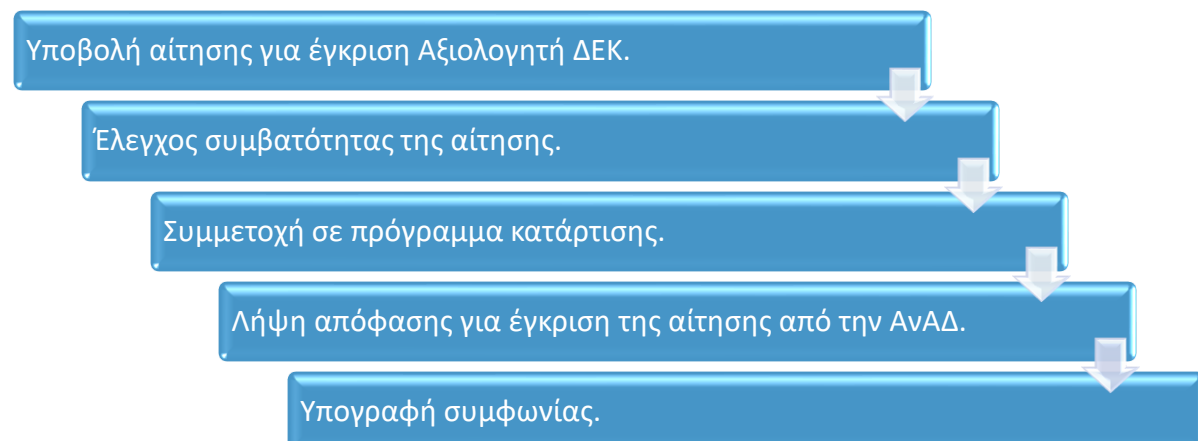 Υποβολή αίτησης για έγκριση Αξιολογητή ΔΕΚ.
Έλεγχος συμβατότητας της αίτησης.
Συμμετοχή σε πρόγραμμα κατάρτισης.
Λήψη απόφασης για έγκριση της αίτησης από την ΑνΑΔ.
Υπογραφή συμφωνίας.